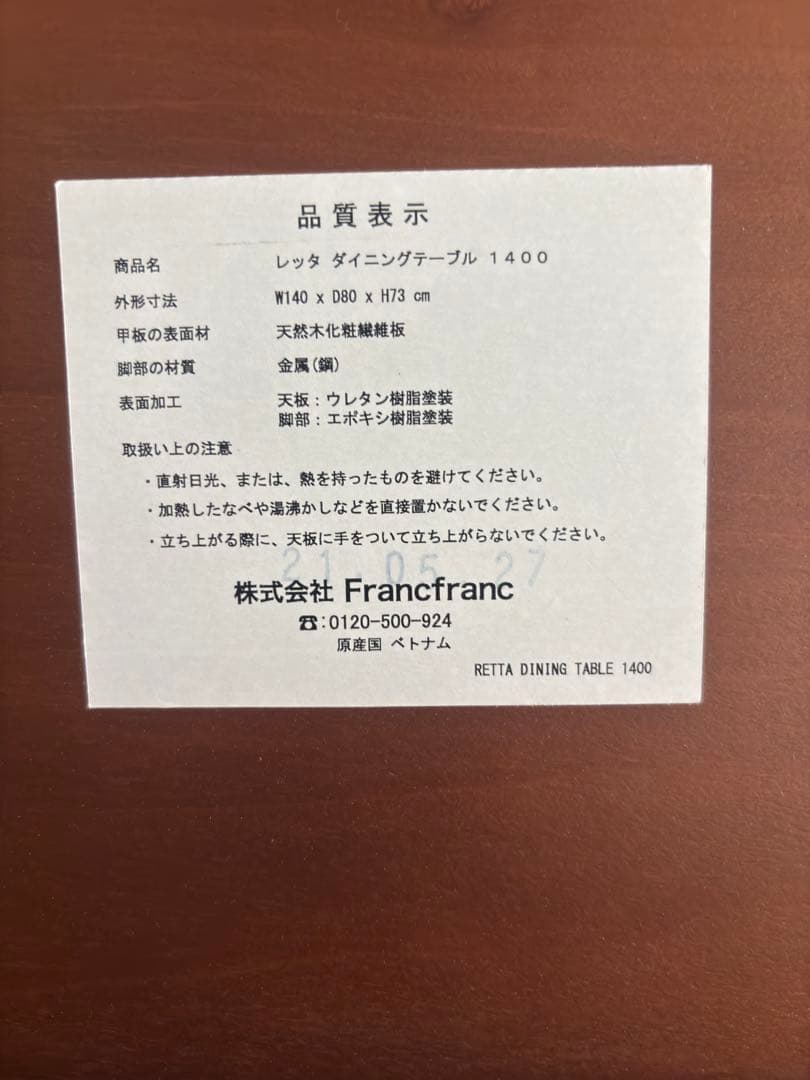 品質表示
商品名 レッタ ダイニングテーブル 1400
外形寸法 W140 x D80 x H73 cm
甲板の表面材 天然木化粧繊維板
脚部の材質 金属(鋼)
表面加工 天板:ウレタン樹脂塗装
脚部:エポキシ樹脂塗装
取扱い上の注意
・直射日光、または、熱を持ったものを避けてください。
・加熱したなべや湯沸かしなどを直接置かないでください。
・立ち上がる際に、天板に手をついて立ち上がらないでください。
21.05.27
株式会社 Francfranc
☎:0120-500-924
原産国 ベトナム
RETTA DINING TABLE 1400